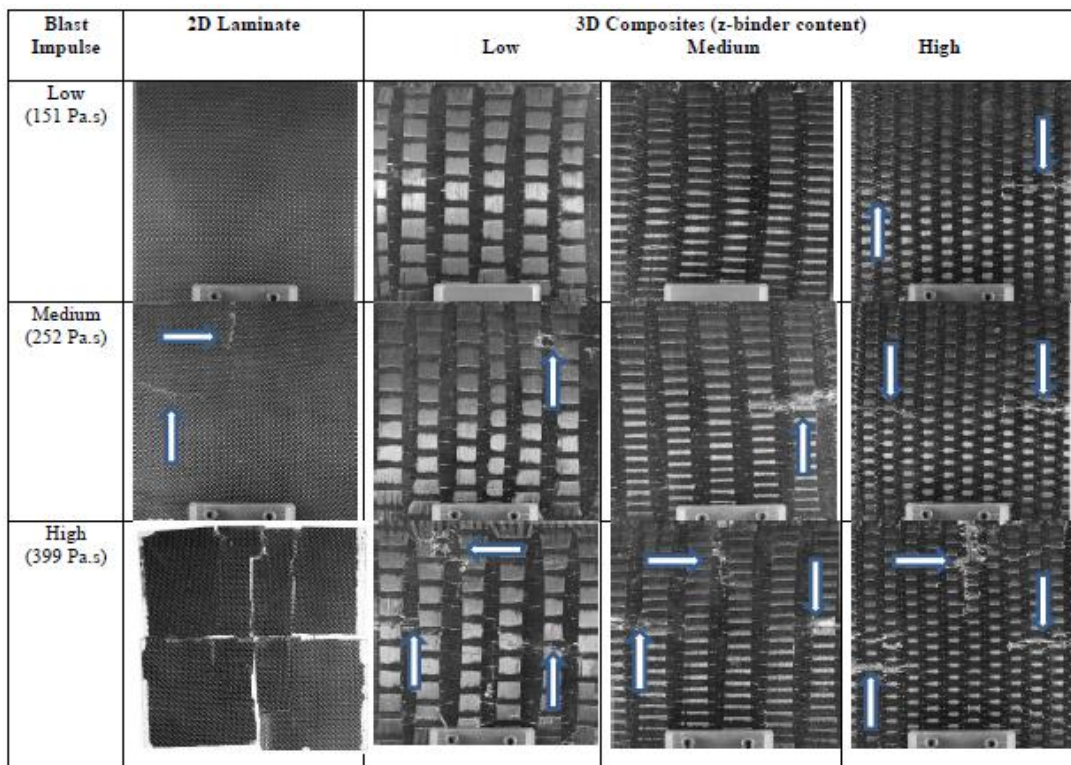 Blast
Impulse
2D Laminate
3D Composites (z-binder content)
Low
Medium
High
Low
(151 Pa.s)
Medium
(252 Pa.s)
High
(399 Pa.s)